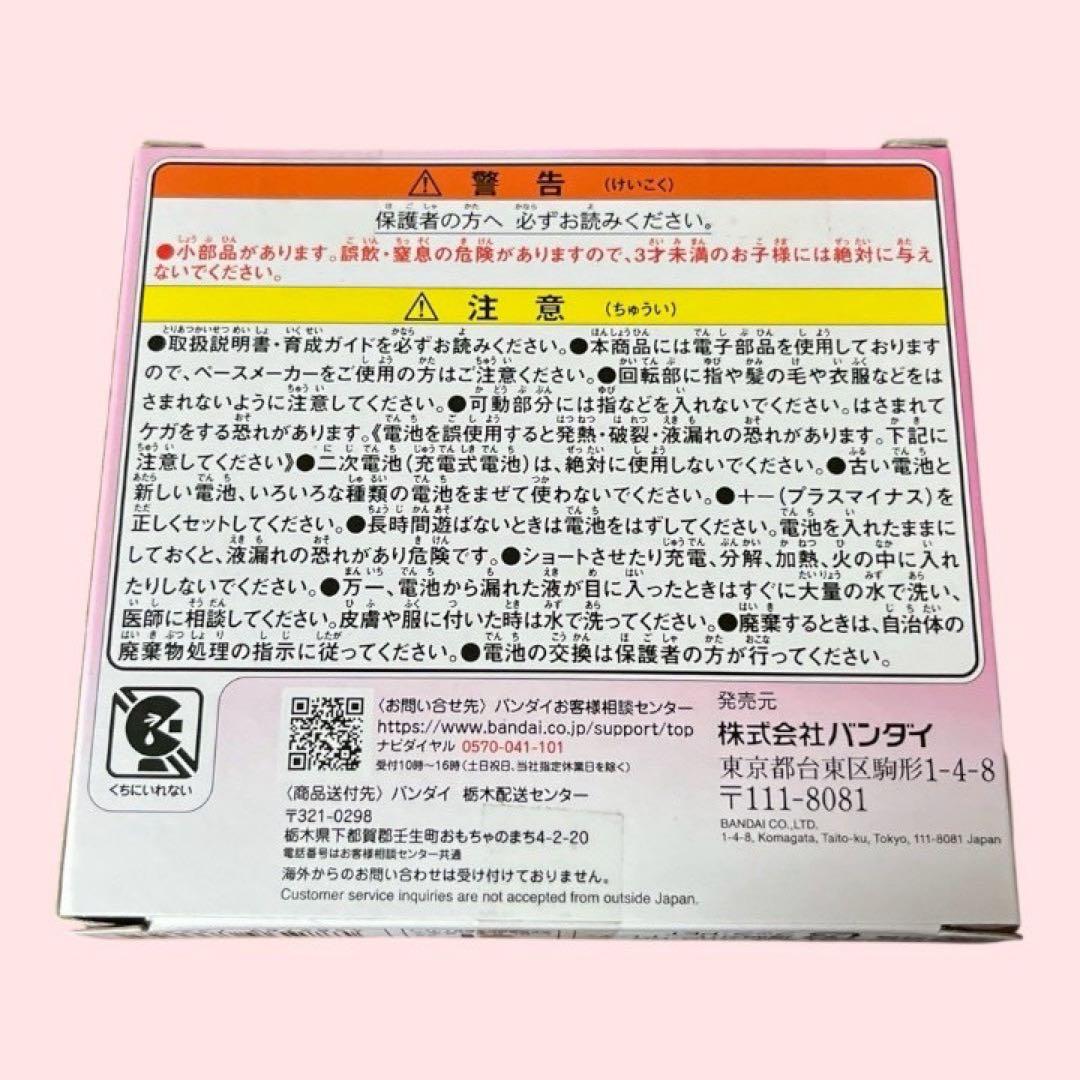 警告 (けいこく)
保護者の方へ 必ずお読みください。
●小部品があります。誤飲・窒息の危険がありますので、3才未満のお子様には絶対に与え
ないでください。
注意 (ちゅうい)
●取扱説明書・育成ガイドを必ずお読みください。●本商品には電子部品を使用しております
ので、ペースメーカーをご使用の方はご注意ください。●回転部に指や髪の毛や衣服などをは
さまれないように注意してください。●可動部分には指などを入れないでください。はさまれて
ケガをする恐れがあります。《電池を誤使用すると発熱・破裂・液漏れの恐れがあります。下記に
注意してください》●二次電池(充電式電池)は、絶対に使用しないでください。●古い電池と
新しい電池、いろいろな種類の電池をまぜて使わないでください。●+-(プラスマイナス)を
正しくセットしてください。●長時間遊ばないときは電池をはずしてください。電池を入れたままに
しておくと、液漏れの恐れがあり危険です。●ショートさせたり充電、分解、加熱、火の中に入れ
たりしないでください。●万一、電池から漏れた液が目に入ったときはすぐに大量の水で洗い、
医師に相談してください。皮膚や服に付いた時は水で洗ってください。●廃棄するときは、自治体の
廃棄物処理の指示に従ってください。●電池の交換は保護者の方が行ってください。
くちにいれない
〈お問い合せ先〉バンダイお客様相談センター
https://www.bandai.co.jp/support/top
ナビダイヤル 0570-041-101
受付10時〜16時(土日祝日、当社指定休業日を除く)
〈商品送付先〉バンダイ 栃木配送センター
〒321-0298
栃木県下都賀郡壬生町おもちゃのまち4-2-20
電話番号はお客様相談センター共通
海外からのお問い合わせは受け付けておりません。
Customer service inquiries are not accepted from outside Japan.
発売元
株式会社バンダイ
東京都台東区駒形1-4-8
〒111-8081
BANDAI CO.,LTD.
1-4-8, Komagata, Taito-ku, Tokyo, 111-8081 Japan